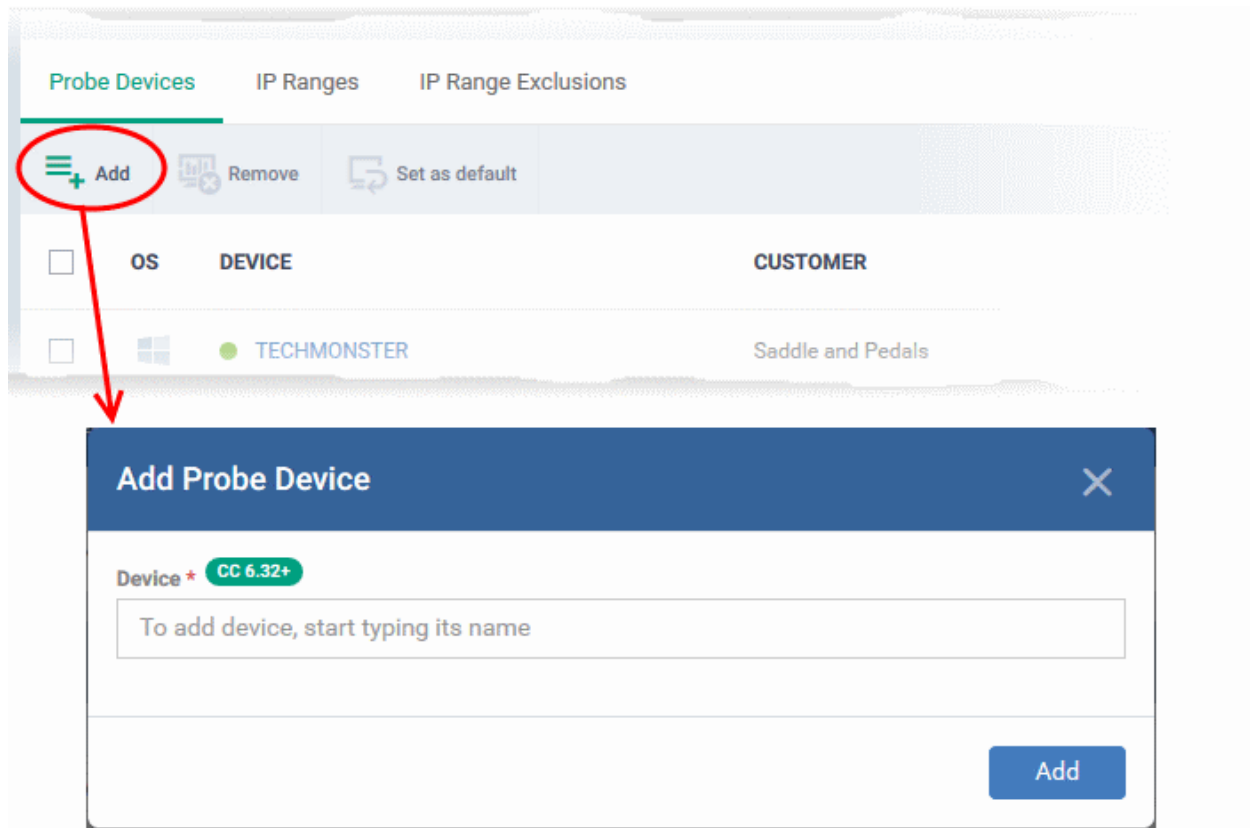 Probe Devices IP Ranges IP Range Exclusions
Add Remove Set as default
OS DEVICE CUSTOMER
TECHMONSTER Saddle and Pedals
Add Probe Device
Device * CC 6.32+
To add device, start typing its name
Add